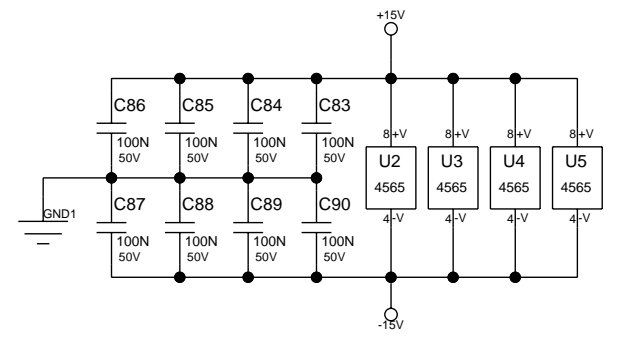 +15V
C86 C85 C84 C83
100N 100N 100N 100N
50V 50V 50V 50V
8 +V 8 +V 8 +V 8 +V
U2 U3 U4 U5
4565 4565 4565 4565
4 -V 4 -V 4 -V 4 -V
GND1
C87 C88 C89 C90
100N 100N 100N 100N
50V 50V 50V 50V
-15V